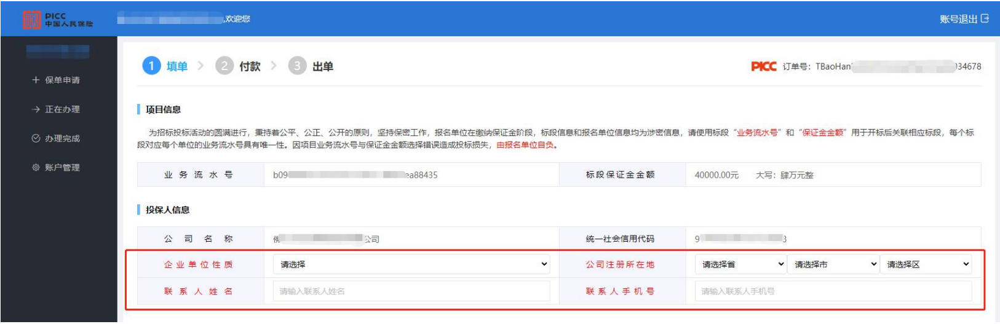 PICC
中国人民保险
,欢迎您
账号退出
保单申请
正在办理
办理完成
账户管理
1 填单 > 2 付款 > 3 出单
PICC 订单号：TBaoHan 034678
项目信息
为招标投标活动的圆满进行，秉持着公平、公正、公开的原则，坚持保密工作，报名单位在缴纳保证金阶段，标段信息和报名单位信息均为涉密信息，请使用标段“业务流水号”和“保证金金额”用于开标后关联相应标段，每个标
段对应每个单位的业务流水号具有唯一性。因项目业务流水号与保证金金额选择错误造成投标损失，由报名单位自负。
业务流水号 b09 ea88435 标段保证金金额 40000.00元 大写：肆万元整
投保人信息
公司名称 佛 公司 统一社会信用代码 9 3
企业单位性质 请选择 公司注册所在地 请选择省 请选择市 请选择区
联系人姓名 请输入联系人姓名 联系人手机号 请输入联系人手机号